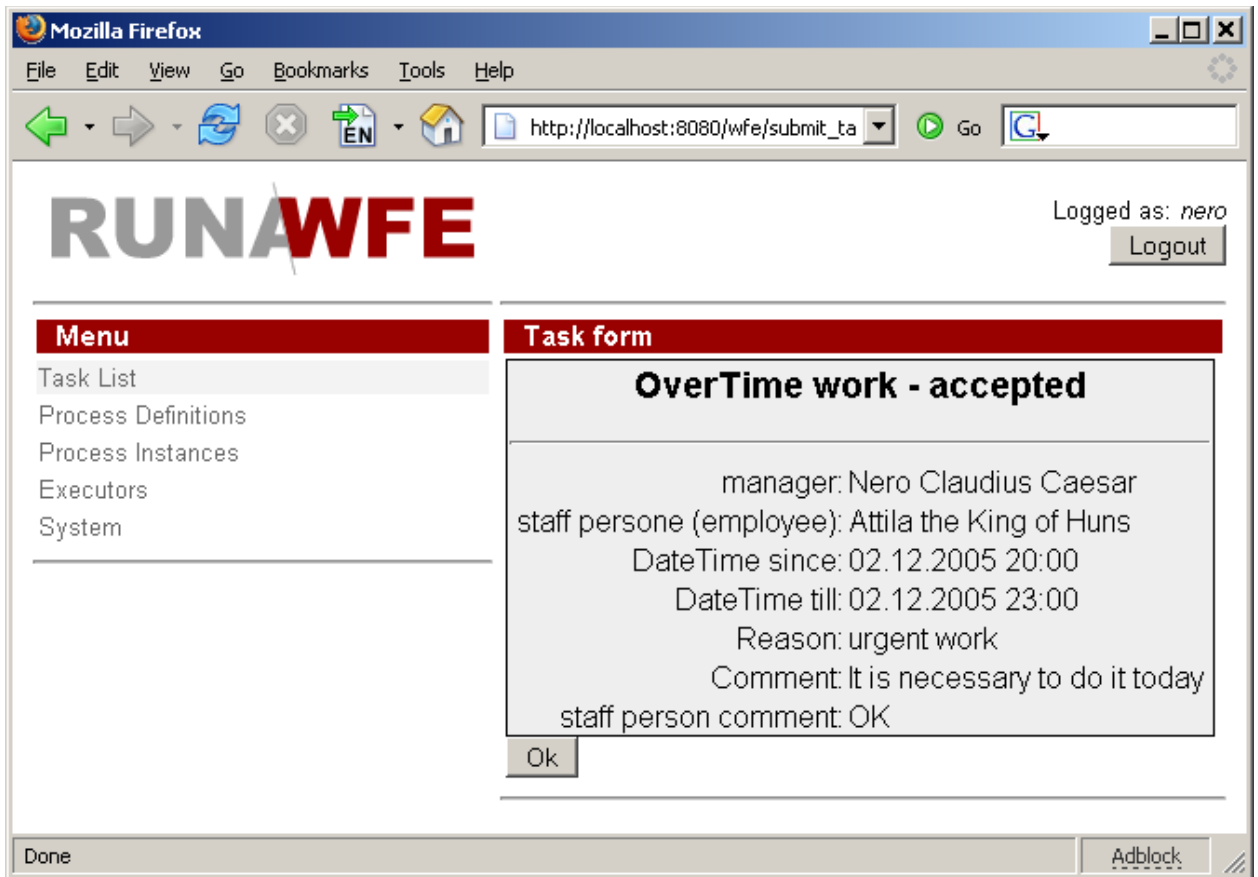 Mozilla Firefox
File Edit View Go Bookmarks Tools Help
EN http://localhost:8080/wfe/submit_ta Go G
RUNAWFE
Logged as: nero
Logout
Menu
Task List
Process Definitions
Process Instances
Executors
System
Task form
OverTime work - accepted
manager: Nero Claudius Caesar
staff persone (employee): Attila the King of Huns
DateTime since: 02.12.2005 20:00
DateTime till: 02.12.2005 23:00
Reason: urgent work
Comment: It is necessary to do it today
staff person comment: OK
Ok
Done Adblock